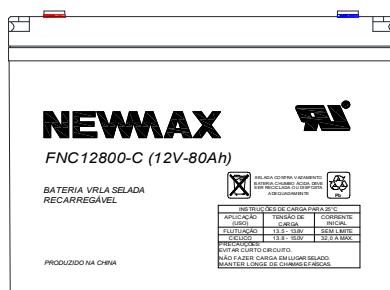 NEWMAX
FNC12800-C (12V-80Ah)
BATERIA VRLA SELADA
RECARREGÁVEL
SELADA CONTRA VAZAMENTO
BATERIA CHUMBO ÁCIDA DEVE
SER RECICLADA OU DISPOSTA
ADEQUADAMENTE
Pb
INSTRUÇÕES DE CARGA PARA 25°C
APLICAÇÃO (USO) TENSÃO DE CARGA CORRENTE INICIAL
FLUTUAÇÃO 13.5 - 13.8V SEM LIMITE
CICLICO 13.8 - 15.0V 32,0 A MAX.
PRECAUÇÕES:
EVITAR CURTO CIRCUITO.
NÃO FAZER CARGA EM LUGAR SELADO.
MANTER LONGE DE CHAMAS E FAÍSCAS.
PRODUZIDO NA CHINA